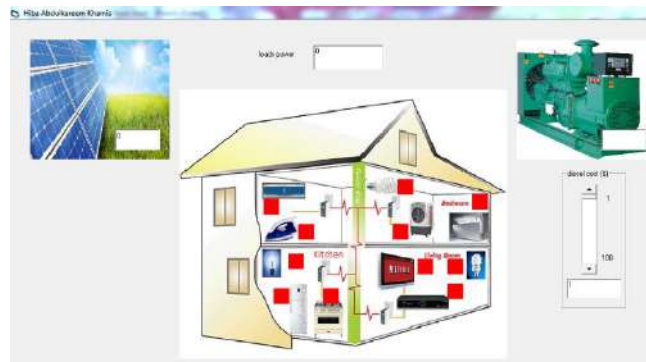 Hiba Abdulkareem Khamis
loads power
0
0
diesel cost ($)
1
100
Bedroom
Kitchen
Living Room